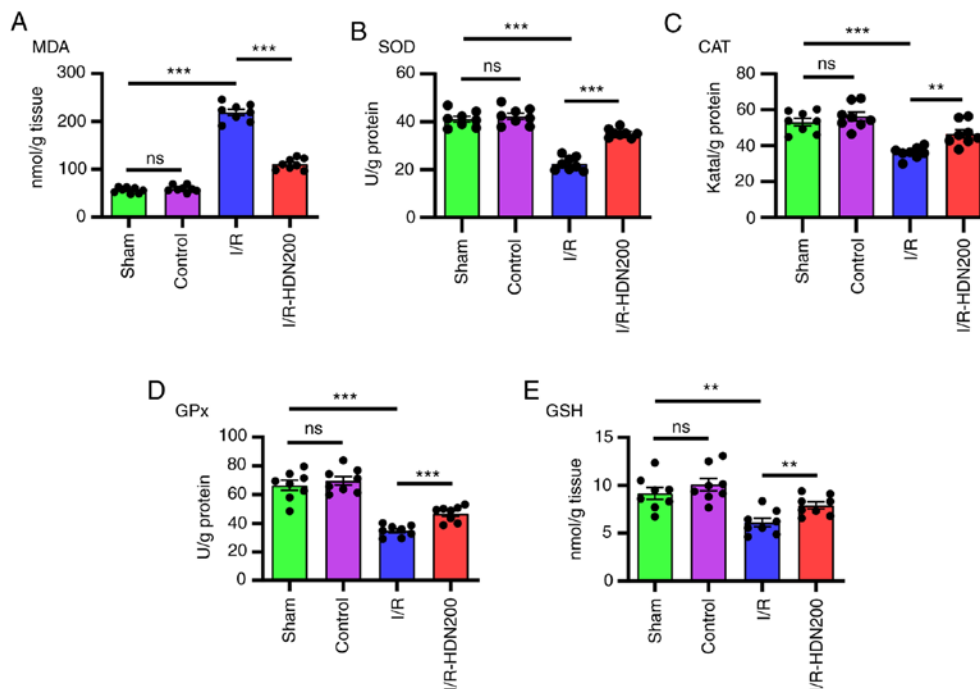 A
MDA
***
***
ns
300
200
100
0
nmol/g tissue
Sham
Control
I/R
I/R-HDN200
B
SOD
***
ns
***
60
40
20
0
U/g protein
Sham
Control
I/R
I/R-HDN200
C
CAT
***
ns
**
80
60
40
20
0
Katal/g protein
Sham
Control
I/R
I/R-HDN200
D
GPx
***
ns
***
100
80
60
40
20
0
U/g protein
Sham
Control
I/R
I/R-HDN200
E
GSH
**
ns
**
15
10
5
0
nmol/g tissue
Sham
Control
I/R
I/R-HDN200